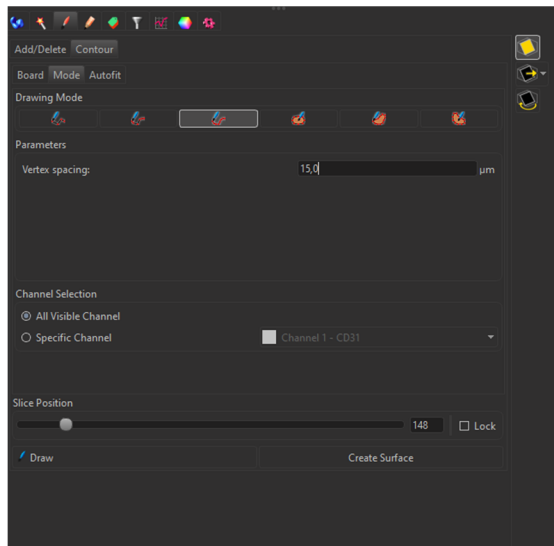 Add/Delete Contour
Board Mode Autofit
Drawing Mode
Parameters
Vertex spacing: 15,0 μm
Channel Selection
All Visible Channel
Specific Channel Channel 1 - CD31
Slice Position
148 Lock
Draw Create Surface